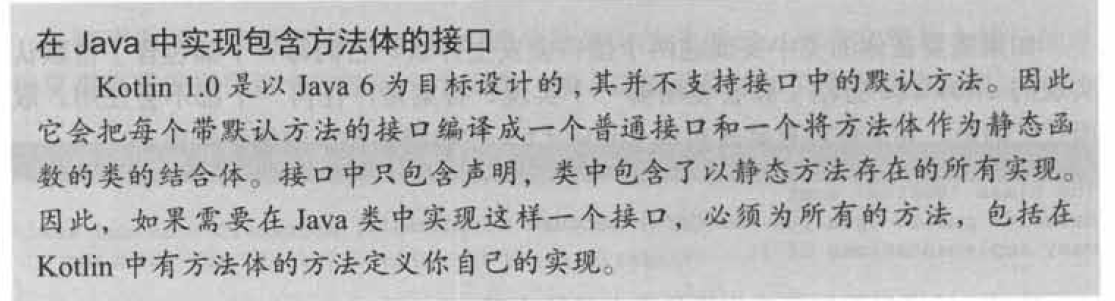 在 Java 中实现包含方法体的接口
Kotlin 1.0 是以 Java 6 为目标设计的，其并不支持接口中的默认方法。因此
它会把每个带默认方法的接口编译成一个普通接口和一个将方法体作为静态函
数的类的结合体。接口中只包含声明，类中包含了以静态方法存在的所有实现。
因此，如果需要在 Java 类中实现这样一个接口，必须为所有的方法，包括在
Kotlin 中有方法体的方法定义你自己的实现。